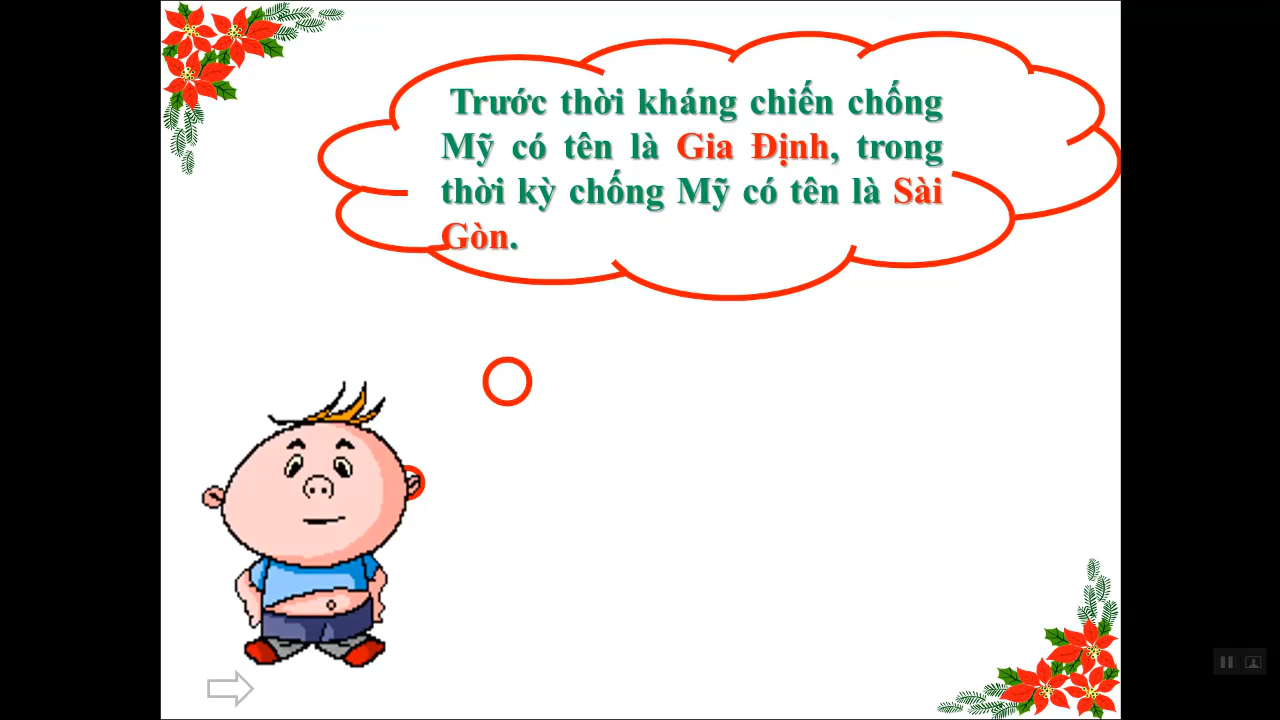 Trước thời kháng chiến chống
Mỹ có tên là Gia Định, trong
thời kỳ chống Mỹ có tên là Sài
Gòn.